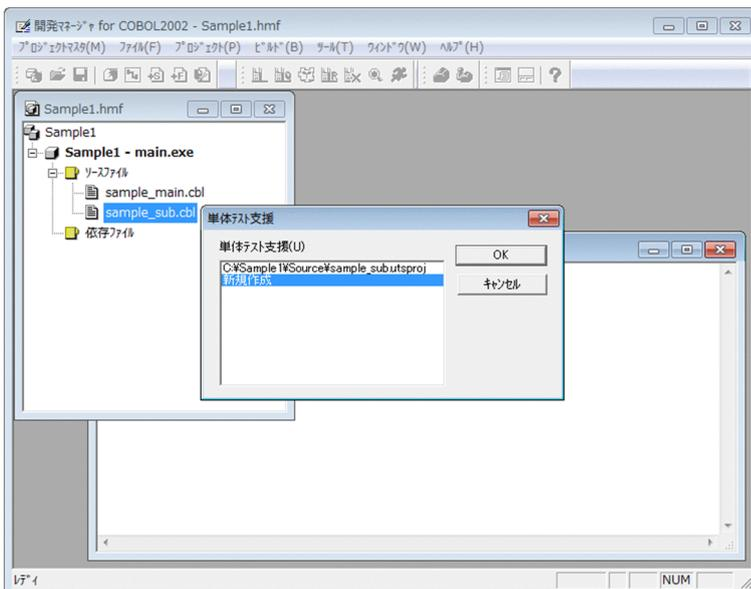 開発ﾏﾈｰｼﾞｬ for COBOL2002 - Sample1.hmf
ﾌﾟﾛｼﾞｪｸﾄﾏｽﾀ(M) ﾌｧｲﾙ(F) ﾌﾟﾛｼﾞｪｸﾄ(P) ﾋﾞﾙﾄﾞ(B) ﾂｰﾙ(T) ｳｨﾝﾄﾞｳ(W) ﾍﾙﾌﾟ(H)
Sample1.hmf
Sample1
Sample1 - main.exe
ｿｰｽﾌｧｲﾙ
sample_main.cbl
sample_sub.cbl
依存ﾌｧｲﾙ
単体ﾃｽﾄ支援
単体ﾃｽﾄ支援(U)
C:¥Sample1¥Source¥sample_sub.utsproj
新規作成
OK
ｷｬﾝｾﾙ
ﾚﾃﾞｨ
NUM